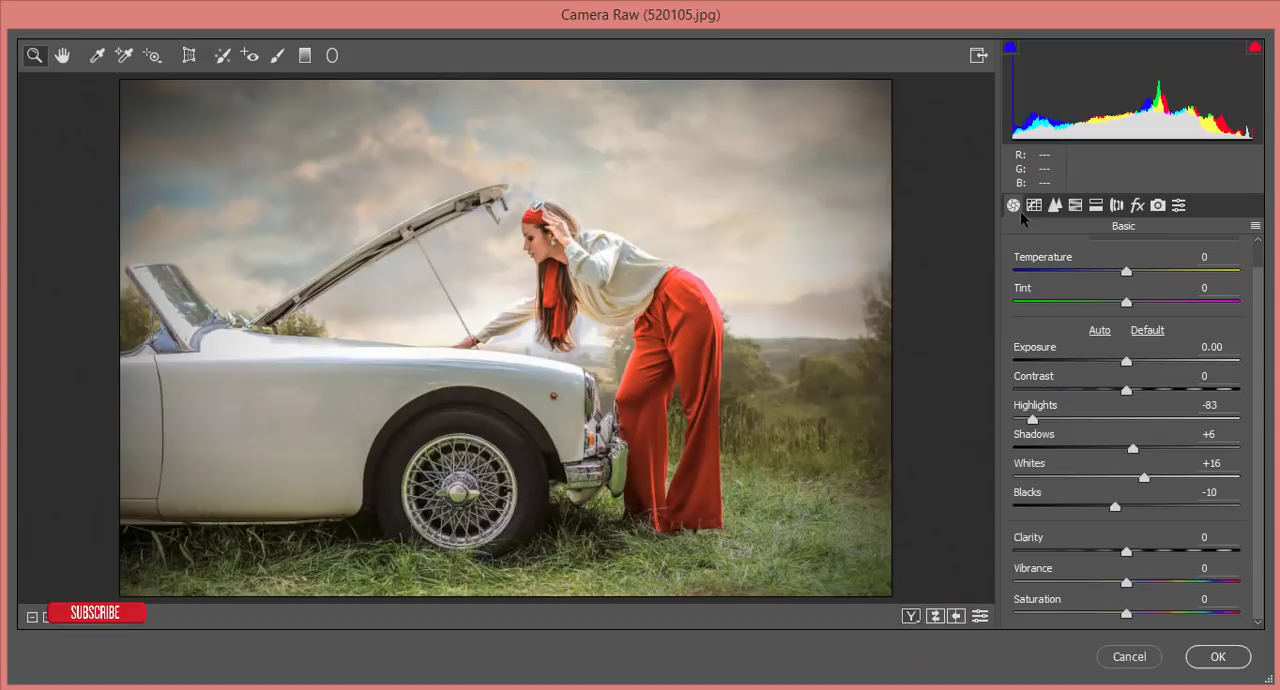 Camera Raw (520105.jpg)
R: ---
G: ---
B: ---
Basic
Temperature 0
Tint 0
Auto Default
Exposure 0.00
Contrast 0
Highlights -83
Shadows +6
Whites +16
Blacks -10
Clarity 0
Vibrance 0
Saturation 0
SUBSCRIBE
Y
Cancel OK